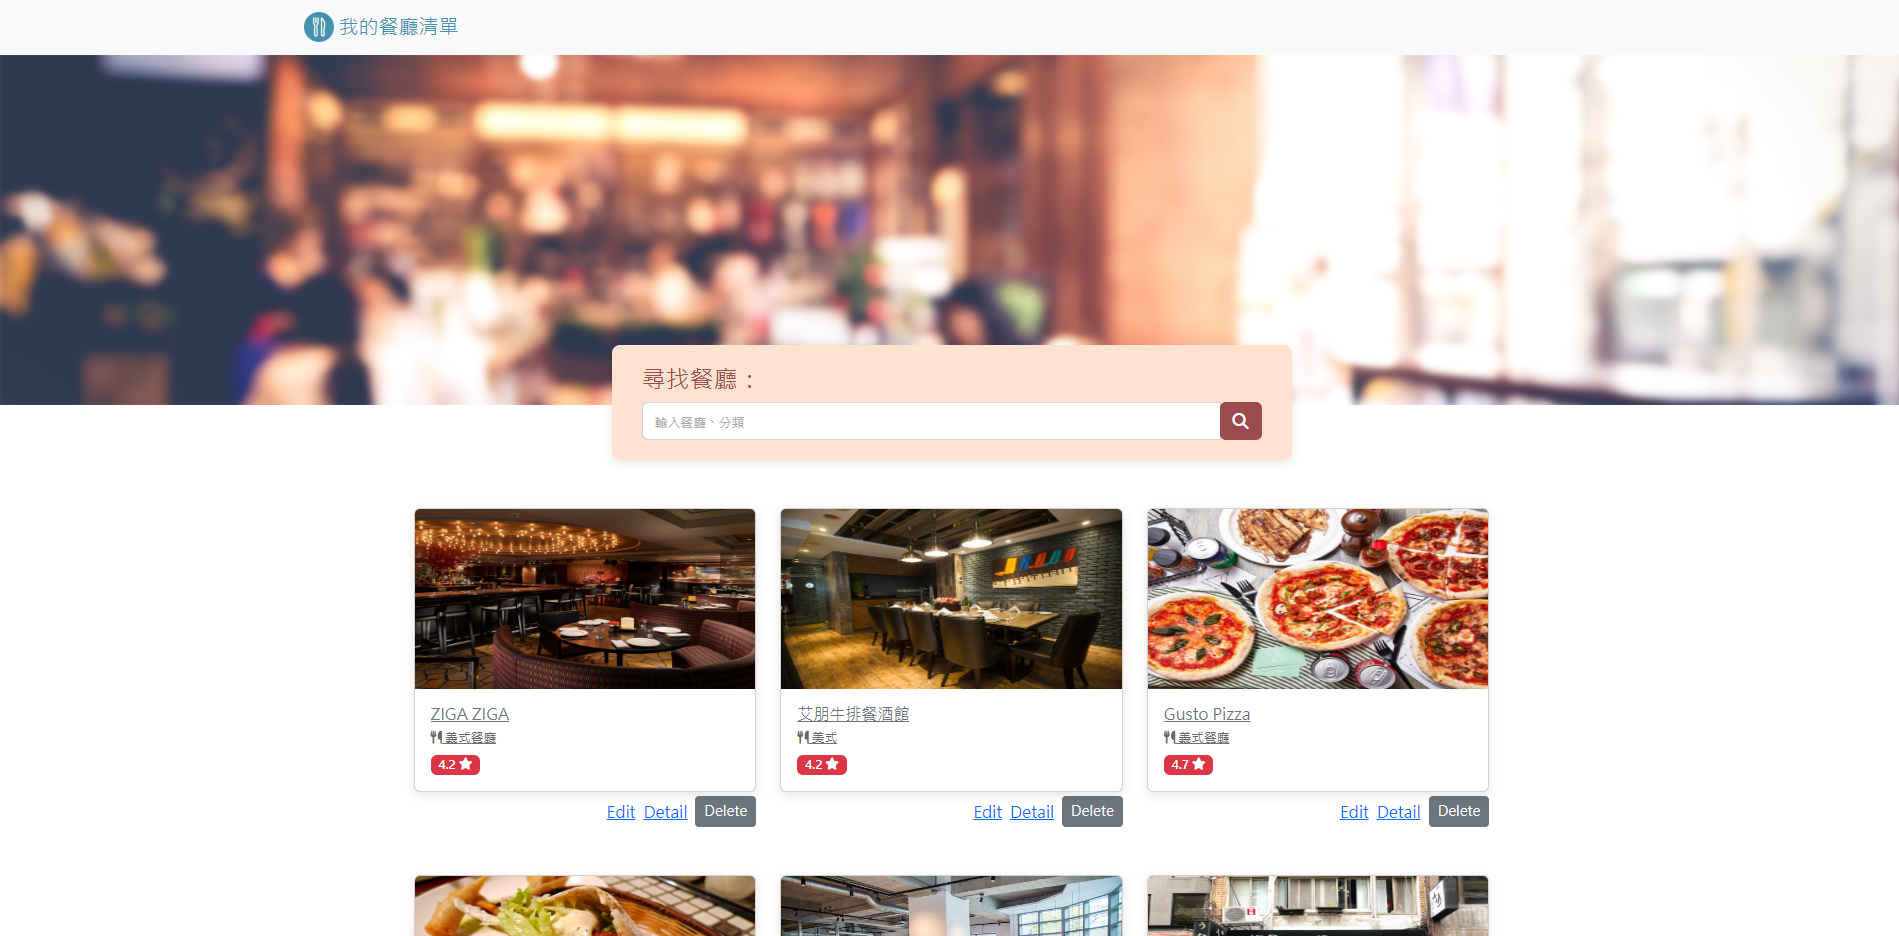 我的餐廳清單
尋找餐廳：
輸入餐廳、分類
ZIGA ZIGA
義式餐廳
4.2
Edit Detail Delete
艾朋牛排餐酒館
美式
4.2
Edit Detail Delete
Gusto Pizza
義式餐廳
4.7
Edit Detail Delete